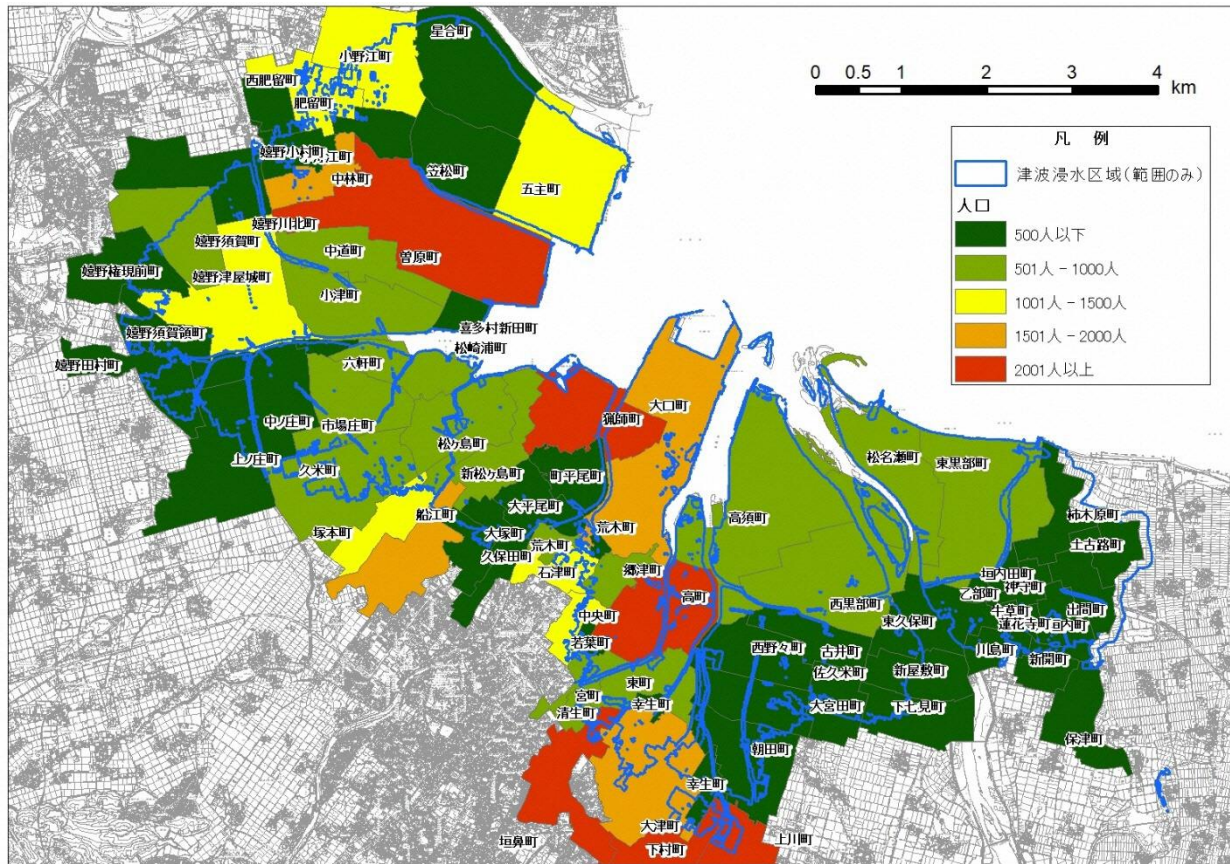 星合町
小野江町
西肥留町
肥留町
0 0.5 1 2 3 4
km
凡 例
津波浸水区域(範囲のみ)
人口
500人以下
501人 - 1000人
1001人 - 1500人
1501人 - 2000人
2001人以上
嬉野小村町
中林町
笠松町
五主町
嬉野川北町
嬉野須賀町
中道町
曽原町
嬉野権現前町
嬉野津屋城町
小津町
嬉野須賀領町
喜多村新田町
松崎浦町
嬉野田村町
六軒町
中ノ庄町
市場庄町
猟師町
大口町
上ノ庄町
久米町
松ヶ島町
新松ヶ島町
町平尾町
松名瀬町
東黒部町
塚本町
船江町
大平尾町
大塚町
荒木町
高須町
柿木原町
土古路町
久保田町
荒木町
石津町
郷津町
垣内田町
神守町
乙部町
高町
中央町
西黒部町
東久保町
牛草町
出間町
蓮花寺町
垣内町
若葉町
西野々町
古井町
川島町
新開町
東町
佐久米町
新屋敷町
宮町
清生町
幸生町
大宮田町
下七見町
朝田町
保津町
幸生町
大津町
垣鼻町
下村町
上川町